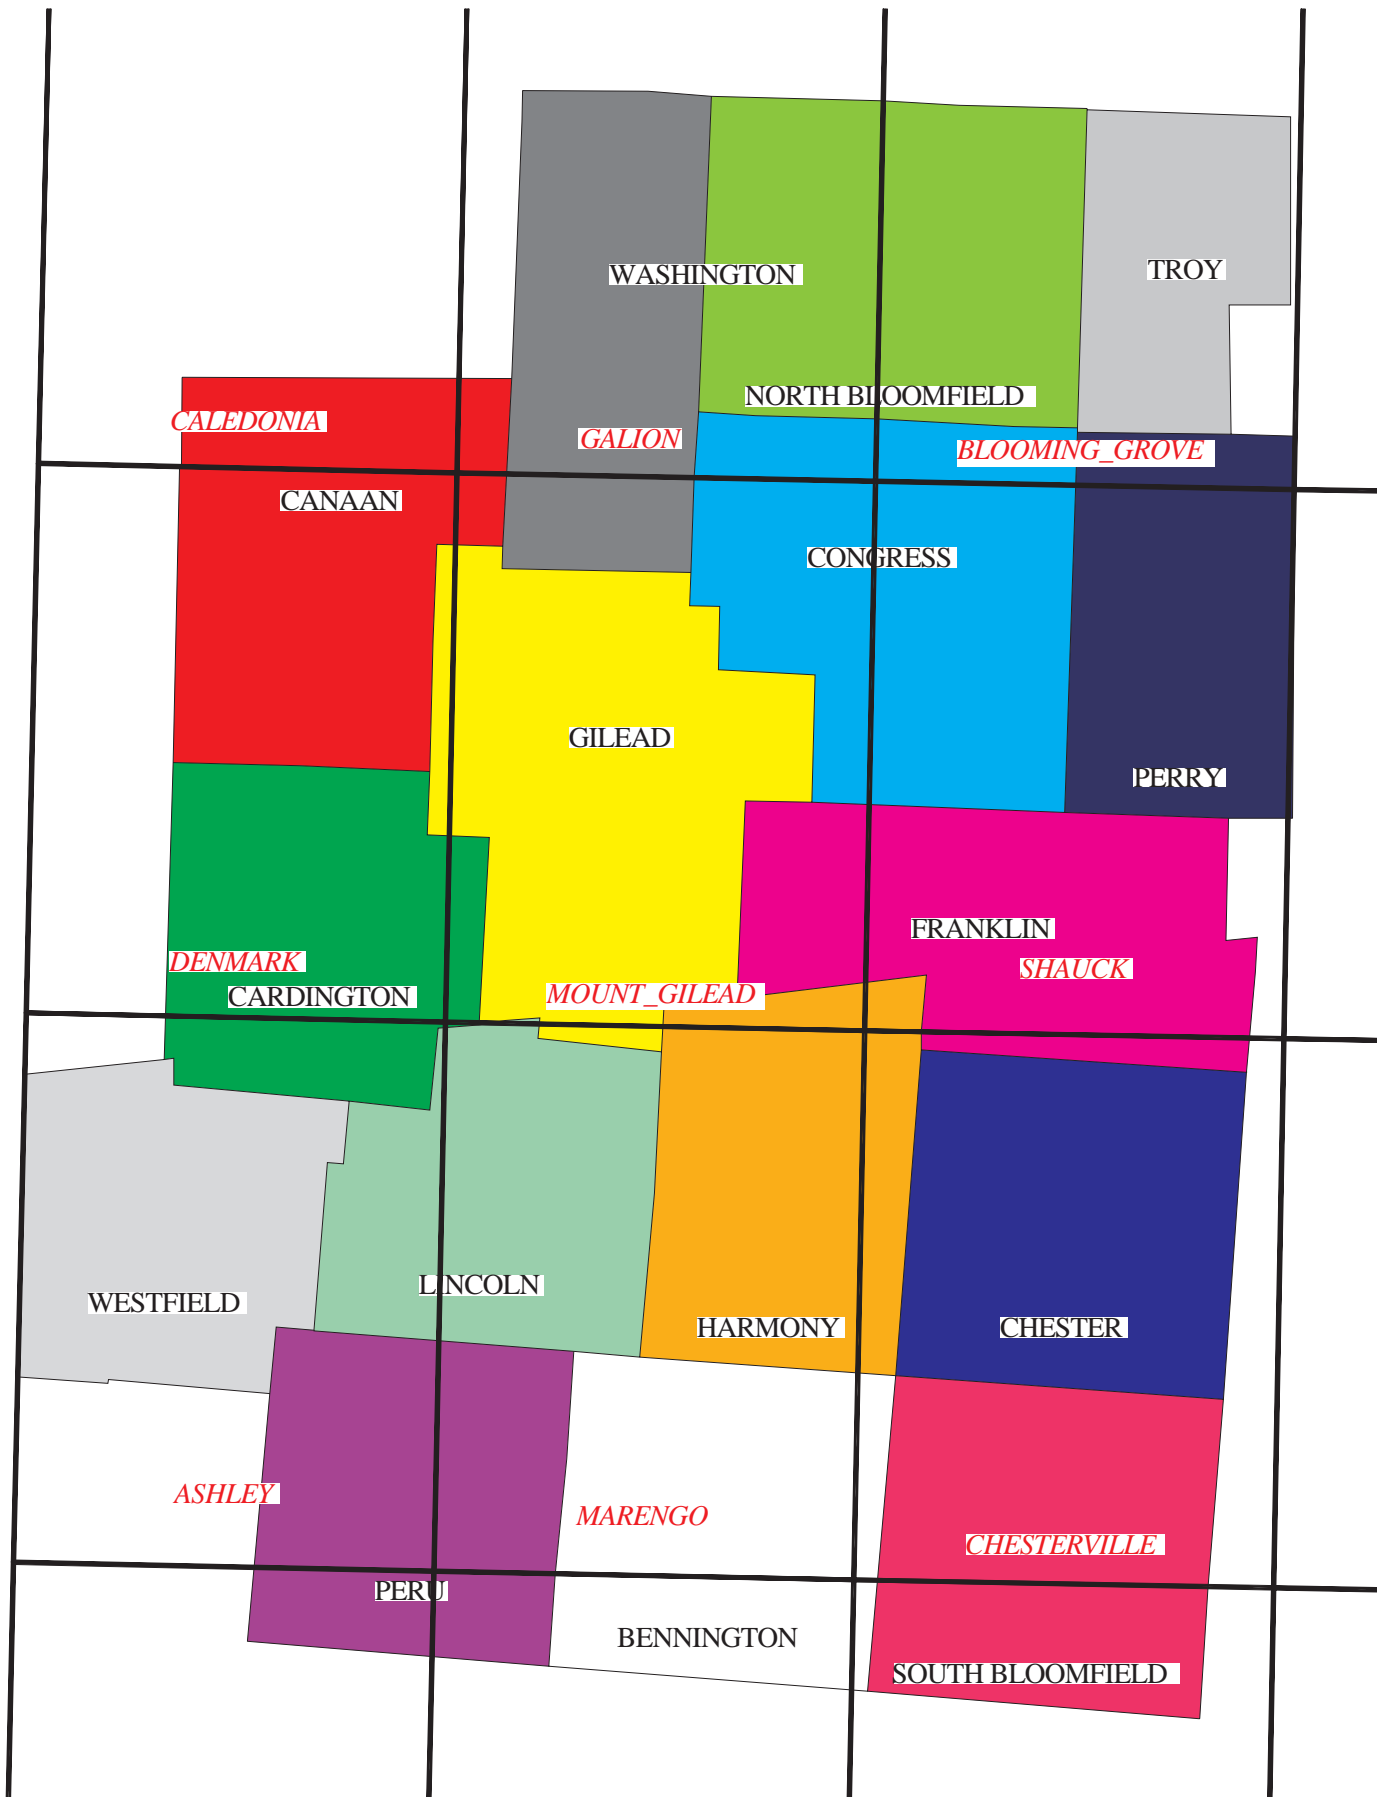 TROY
WASHINGTON
NORTH BLOOMFIELD
CALEDONIA
GALION
BLOOMING_GROVE
CANAAN
CONGRESS
GILEAD
PERRY
FRANKLIN
DENMARK
SHAUCK
CARDINGTON
MOUNT_GILEAD
LINCOLN
WESTFIELD
HARMONY
CHESTER
ASHLEY
MARENGO
CHESTERVILLE
PERU
BENNINGTON
SOUTH BLOOMFIELD